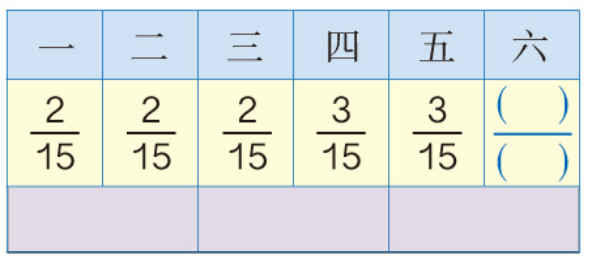 一 二 三 四 五 六
2/15 2/15 2/15 3/15 3/15 (  )/(  )